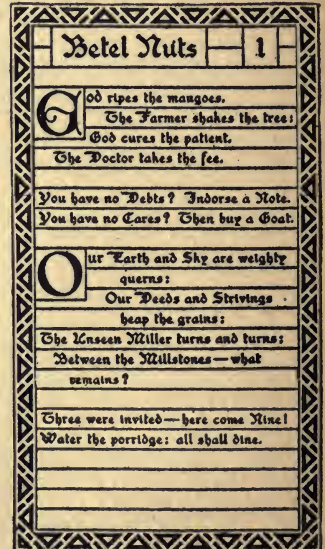 Betel Nuts 1
God ripes the mangoes.
The Farmer shakes the tree:
God cures the patient.
The Doctor takes the fee.
You have no Debts? Indorse a Note.
You have no Cares? Then buy a Goat.
Our Earth and Sky are weighty
querns:
Our Deeds and Strivings
heap the grains:
The Unseen Miller turns and turns:
Between the Millstones—what
remains?
Three were invited—here come Nine!
Water the porridge: all shall dine.